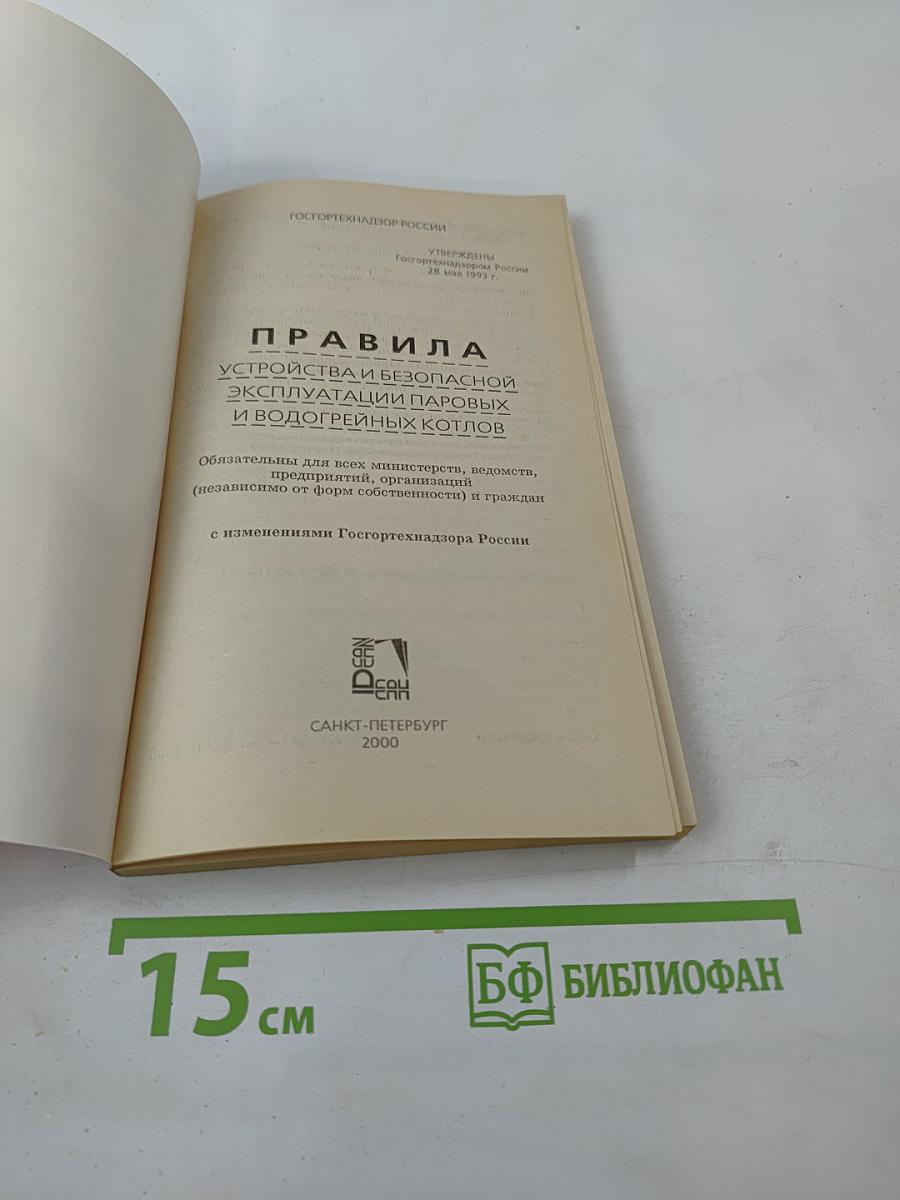 ГОСГОРТЕХНАДЗОР РОССИИ
УТВЕРЖДЕНЫ
Госгортехнадзором России
28 мая 1993 г.
ПРАВИЛА
УСТРОЙСТВА И БЕЗОПАСНОЙ
ЭКСПЛУАТАЦИИ ПАРОВЫХ
И ВОДОГРЕЙНЫХ КОТЛОВ
Обязательны для всех министерств, ведомств,
предприятий, организаций
(независимо от форм собственности) и граждан
с изменениями Госгортехнадзора России
САНКТ-ПЕТЕРБУРГ
2000
15 см
БФ БИБЛИОФАН